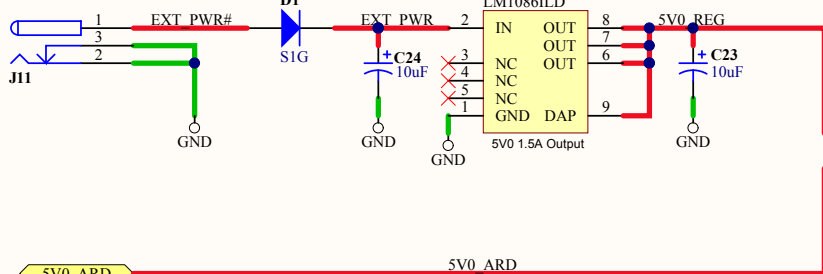 D1
LM1086ILD
1
EXT_PWR#
EXT_PWR
2
IN
OUT
8
5V0_REG
3
OUT
7
J11
2
S1G
C24
10uF
3
NC
OUT
6
C23
10uF
4
NC
5
NC
1
GND
DAP
9
GND
GND
GND
GND
5V0 1.5A Output
5V0_ARD
5V0_ARD